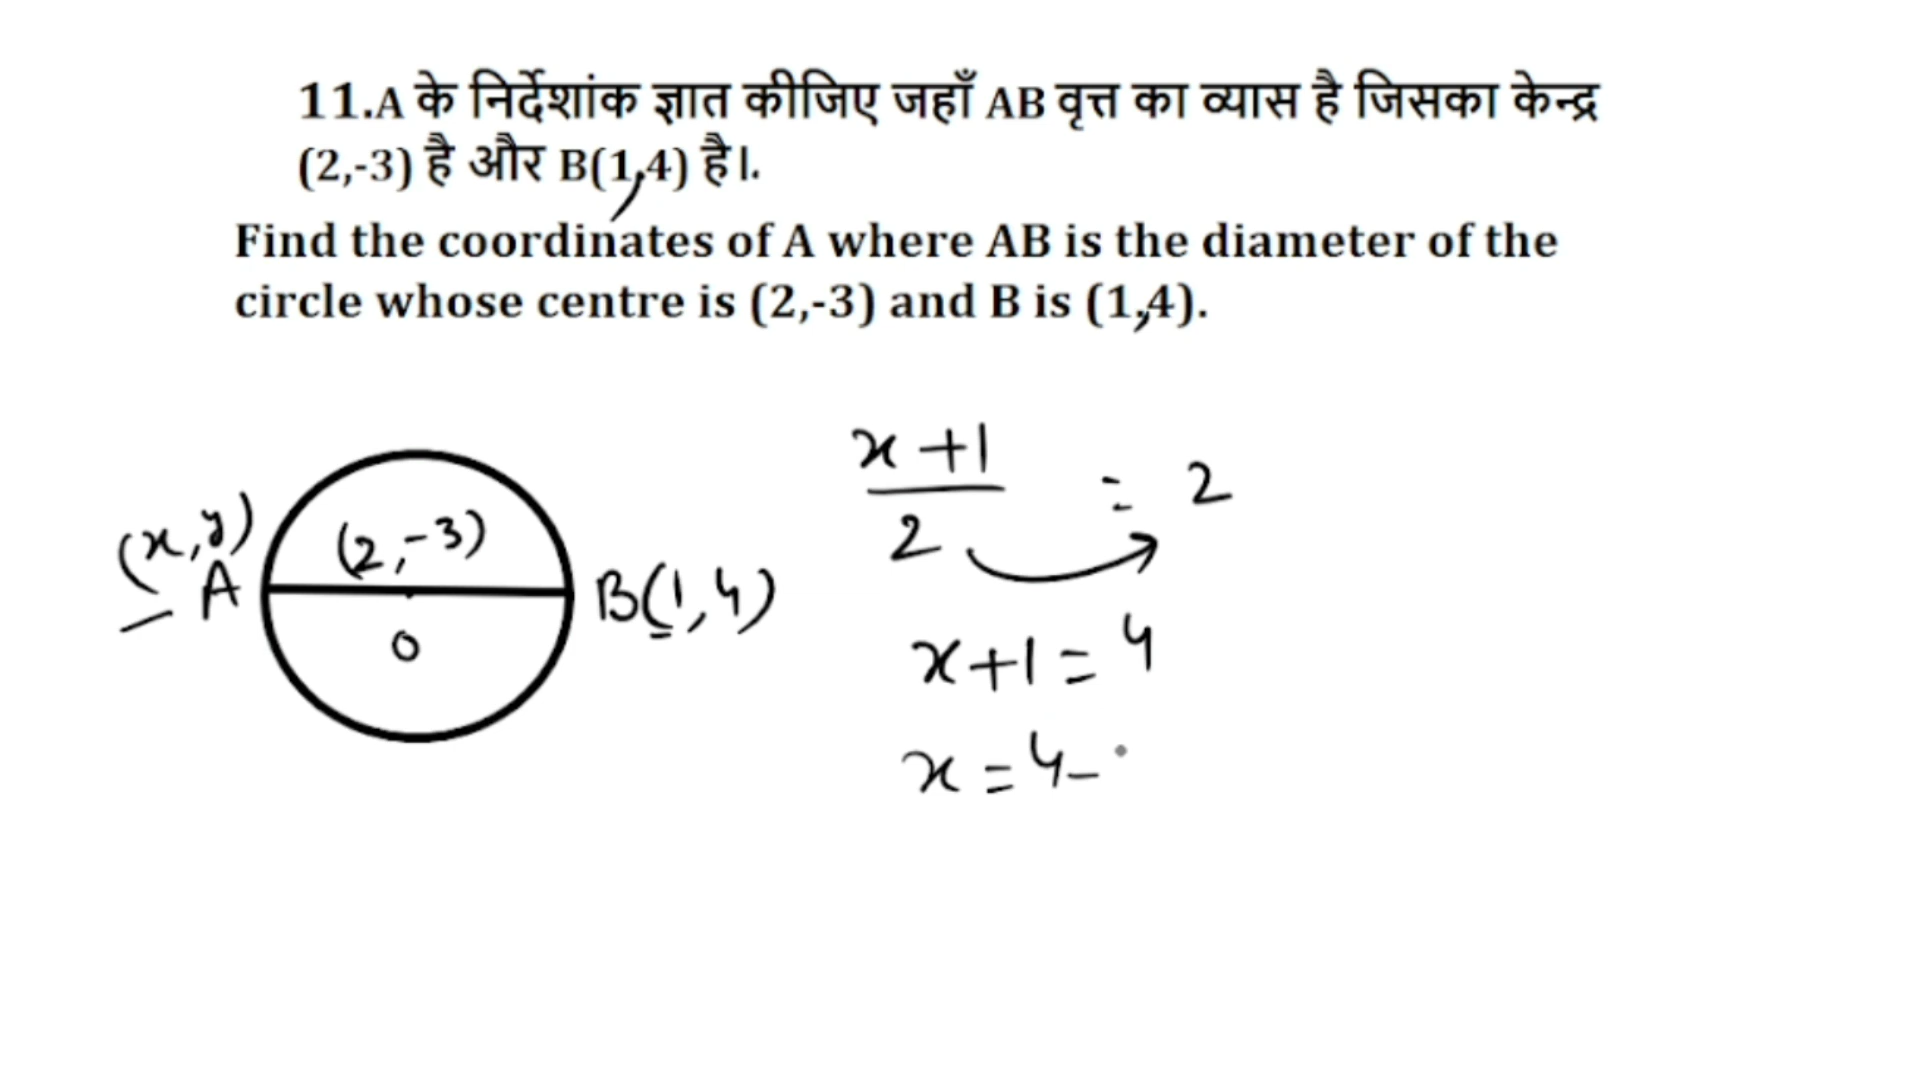 11.A के निर्देशांक ज्ञात कीजिए जहाँ AB वृत्त का व्यास है जिसका केन्द्र
(2,-3) है और B(1,4) है।.
Find the coordinates of A where AB is the diameter of the
circle whose centre is (2,-3) and B is (1,4).
(x,y)
A
(2,-3)
O
B(1,4)
x+1
2
= 2
x+1=4
x=4-